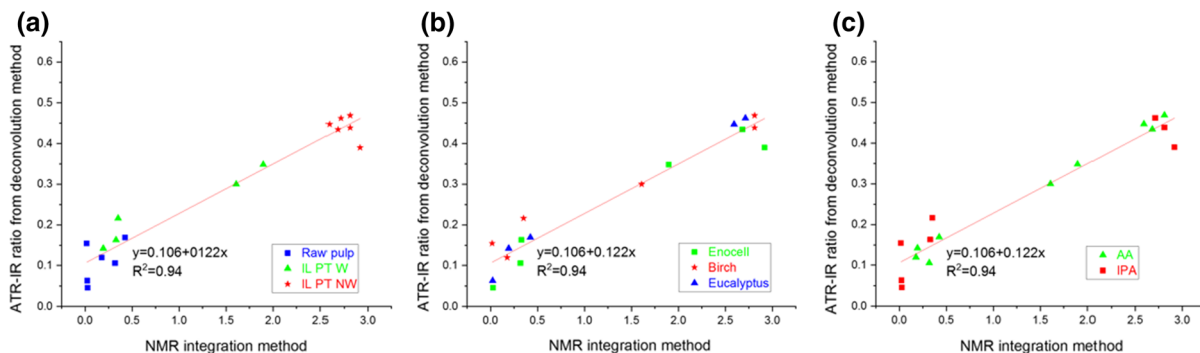 (a)
ATR-IR ratio from deconvolution method
0.6
0.5
0.4
0.3
0.2
0.1
0.0
y=0.106+0122x
R²=0.94
Raw pulp
IL PT W
IL PT NW
0.0 0.5 1.0 1.5 2.0 2.5 3.0
NMR integration method
(b)
ATR-IR ratio from deconvolution method
0.6
0.5
0.4
0.3
0.2
0.1
0.0
y=0.106+0.122x
R²=0.94
Enocell
Birch
Eucalyptus
0.0 0.5 1.0 1.5 2.0 2.5 3.0
NMR integration method
(c)
ATR-IR ratio from deconvolution method
0.6
0.5
0.4
0.3
0.2
0.1
0.0
y=0.106+0.122x
R²=0.94
AA
IPA
0.0 0.5 1.0 1.5 2.0 2.5 3.0
NMR integration method